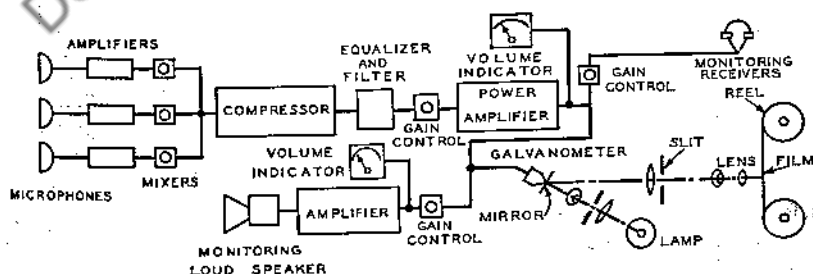 AMPLIFIERS
MICROPHONES
MIXERS
COMPRESSOR
EQUALIZER
AND
FILTER
GAIN
CONTROL
VOLUME
INDICATOR
POWER
AMPLIFIER
GAIN
CONTROL
MONITORING
RECEIVERS
REEL
SLIT
LENS
FILM
GALVANOMETER
MIRROR
LAMP
VOLUME
INDICATOR
AMPLIFIER
GAIN
CONTROL
MONITORING
LOUD SPEAKER